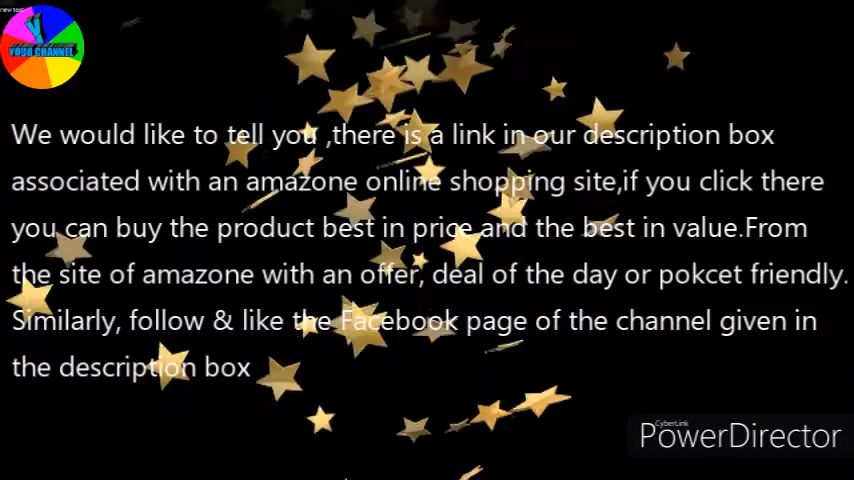 new text
YOUR CHANNEL
We would like to tell you ,there is a link in our description box
associated with an amazone online shopping site,if you click there
you can buy the product best in price and the best in value.From
the site of amazone with an offer, deal of the day or pokcet friendly.
Similarly, follow & like the Facebook page of the channel given in
the description box
CyberLink
PowerDirector